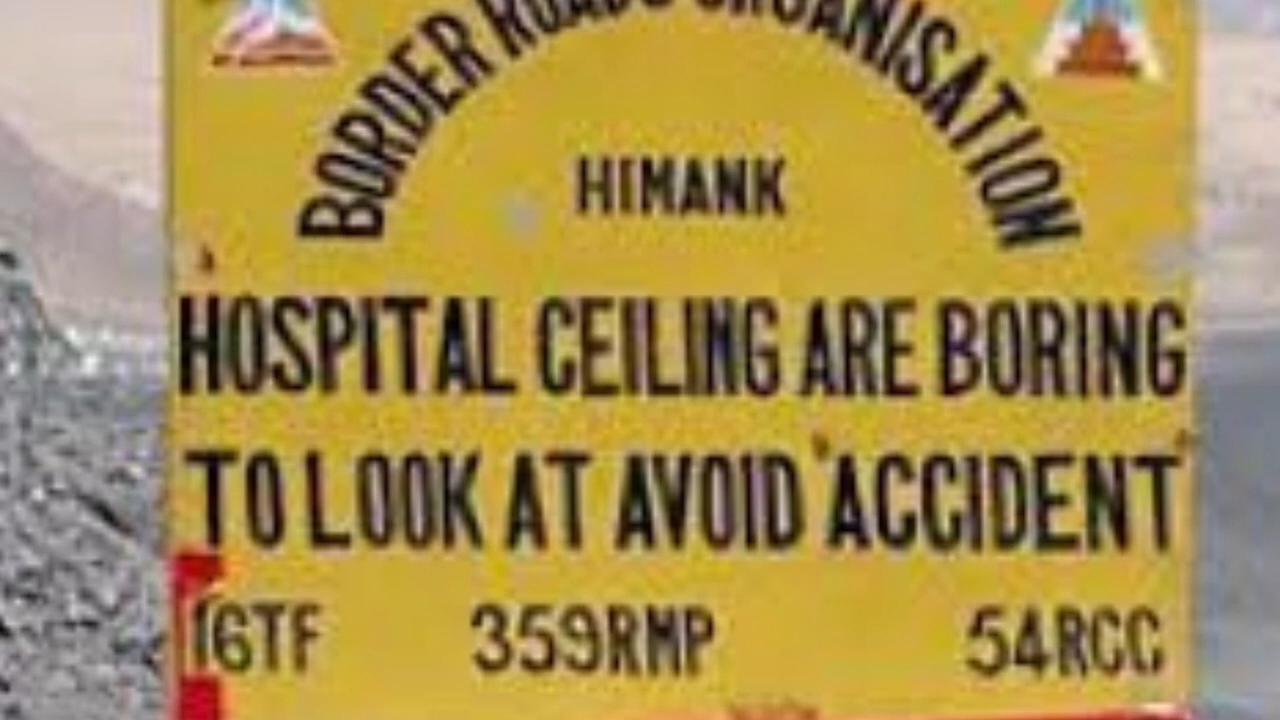 BORDER ROADS ORGANISATION
HIMANK
HOSPITAL CEILING ARE BORING
TO LOOK AT AVOID ACCIDENT
16TF 359RMP 54RCC